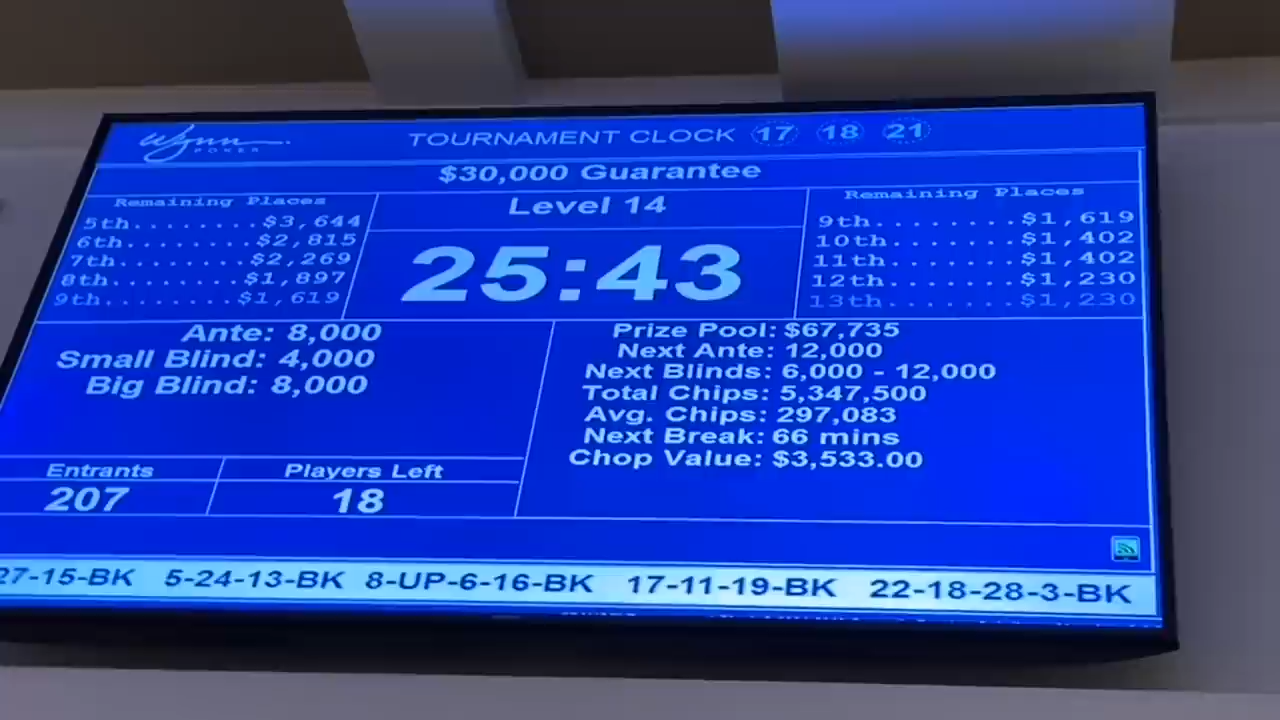 Wynn
POKER
TOURNAMENT CLOCK 17 18 21
$30,000 Guarantee
Remaining Places
5th........$3,644
6th........$2,815
7th........$2,269
8th........$1,897
9th........$1,619
Level 14
25:43
Remaining Places
9th.......$1,619
10th.......$1,402
11th.......$1,402
12th.......$1,230
13th.......$1,230
Ante: 8,000
Small Blind: 4,000
Big Blind: 8,000
Prize Pool: $67,735
Next Ante: 12,000
Next Blinds: 6,000 - 12,000
Total Chips: 5,347,500
Avg. Chips: 297,083
Next Break: 66 mins
Chop Value: $3,533.00
Entrants
207
Players Left
18
27-15-BK 5-24-13-BK 8-UP-6-16-BK 17-11-19-BK 22-18-28-3-BK